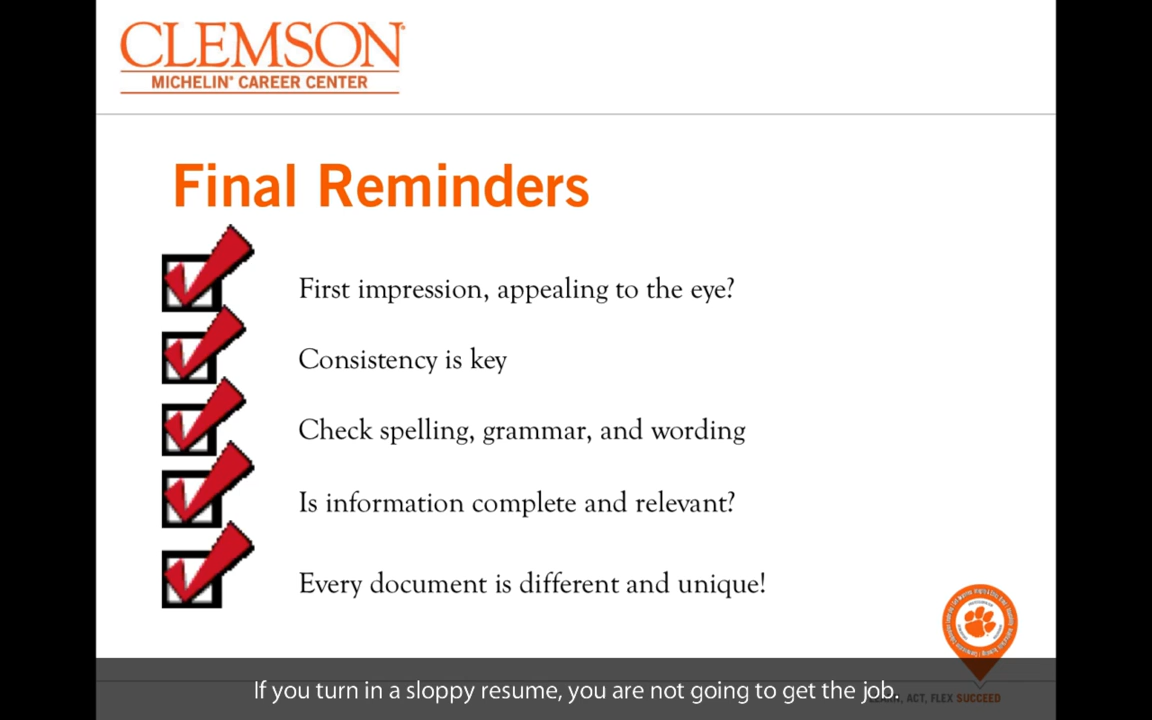 CLEMSON®
MICHELIN® CAREER CENTER
Final Reminders
First impression, appealing to the eye?
Consistency is key
Check spelling, grammar, and wording
Is information complete and relevant?
Every document is different and unique!
If you turn in a sloppy resume, you are not going to get the job.
ACT, FLEX SUCCEED